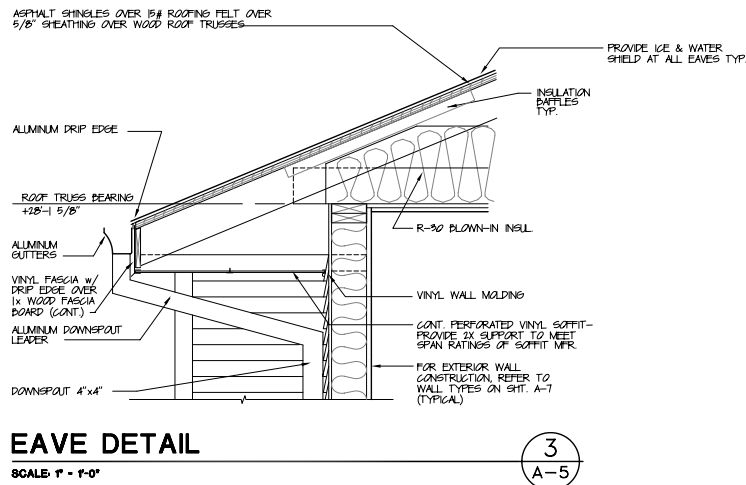 ASPHALT SHINGLES OVER 15# ROOFING FELT OVER
5/8" SHEATHING OVER WOOD ROOF TRUSSES
PROVIDE ICE & WATER
SHIELD AT ALL EAVES TYP.
INSULATION
BAFFLES
TYP.
ALUMINUM DRIP EDGE
ROOF TRUSS BEARING
+28'-1 5/8"
R-30 BLOWN-IN INSUL.
ALUMINUM
GUTTERS
VINYL FASCIA w/
DRIP EDGE OVER
1x WOOD FASCIA
BOARD (CONT.)
VINYL WALL MOLDING
ALUMINUM DOWNSPOUT
LEADER
CONT. PERFORATED VINYL SOFFIT-
PROVIDE 2X SUPPORT TO MEET
SPAN RATINGS OF SOFFIT MFR.
DOWNSPOUT 4"x4"
FOR EXTERIOR WALL
CONSTRUCTION, REFER TO
WALL TYPES ON SHT. A-7
(TYPICAL)
EAVE DETAIL
SCALE: 1" - 1'-0"
3
A-5